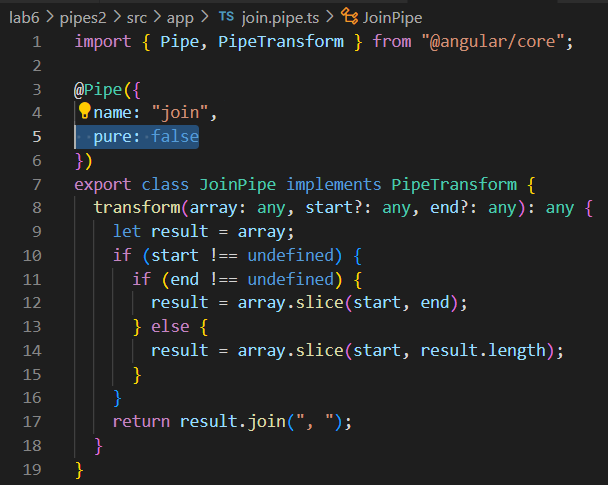 lab6 > pipes2 > src > app > TS join.pipe.ts > JoinPipe
1 import { Pipe, PipeTransform } from "@angular/core";
2
3 @Pipe({
4   name: "join",
5   pure: false
6 })
7 export class JoinPipe implements PipeTransform {
8   transform(array: any, start?: any, end?: any): any {
9     let result = array;
10     if (start !== undefined) {
11       if (end !== undefined) {
12         result = array.slice(start, end);
13       } else {
14         result = array.slice(start, result.length);
15       }
16     }
17     return result.join(", ");
18   }
19 }